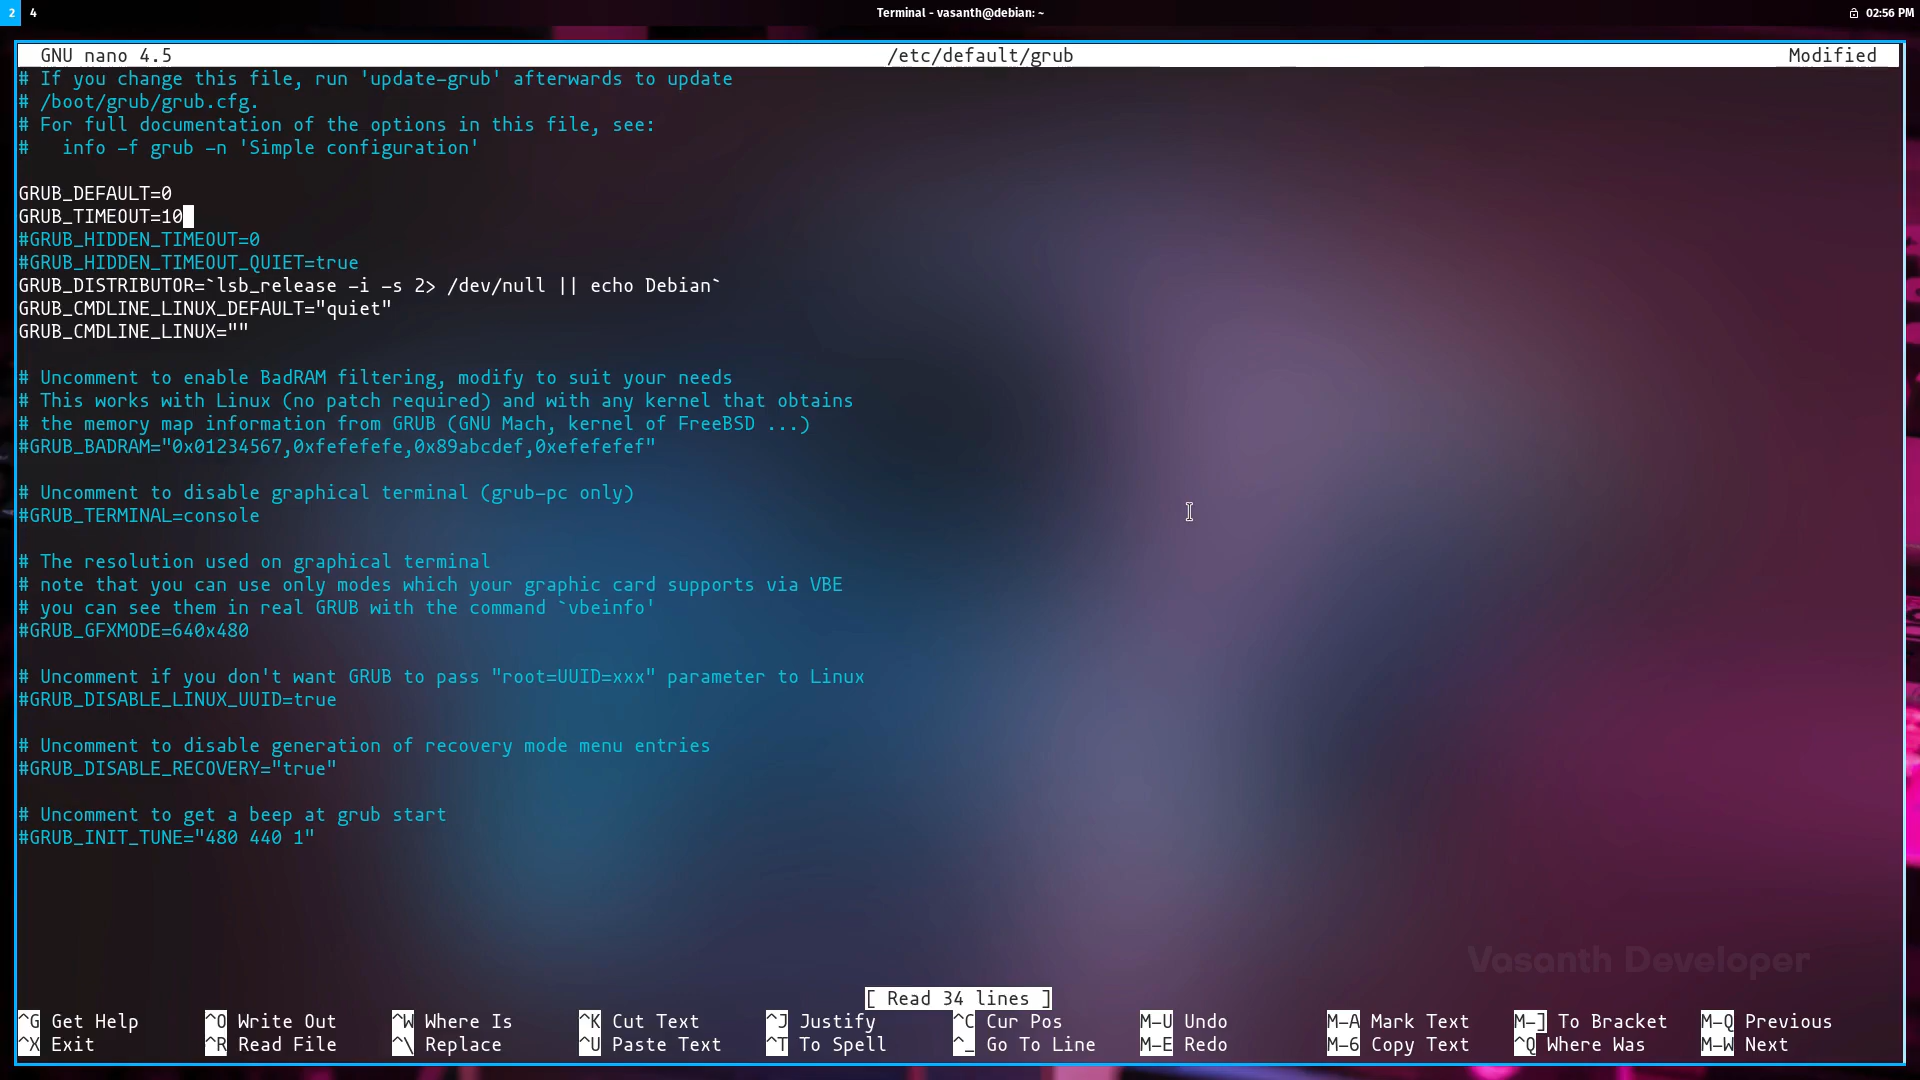 2 4 Terminal - vasanth@debian: ~ 02:56 PM
GNU nano 4.5 /etc/default/grub Modified
# If you change this file, run 'update-grub' afterwards to update
# /boot/grub/grub.cfg.
# For full documentation of the options in this file, see:
#   info -f grub -n 'Simple configuration'

GRUB_DEFAULT=0
GRUB_TIMEOUT=10
#GRUB_HIDDEN_TIMEOUT=0
#GRUB_HIDDEN_TIMEOUT_QUIET=true
GRUB_DISTRIBUTOR=`lsb_release -i -s 2> /dev/null || echo Debian`
GRUB_CMDLINE_LINUX_DEFAULT="quiet"
GRUB_CMDLINE_LINUX=""

# Uncomment to enable BadRAM filtering, modify to suit your needs
# This works with Linux (no patch required) and with any kernel that obtains
# the memory map information from GRUB (GNU Mach, kernel of FreeBSD ...)
#GRUB_BADRAM="0x01234567,0xfefefefe,0x89abcdef,0xefefefef"

# Uncomment to disable graphical terminal (grub-pc only)
#GRUB_TERMINAL=console

# The resolution used on graphical terminal
# note that you can use only modes which your graphic card supports via VBE
# you can see them in real GRUB with the command `vbeinfo'
#GRUB_GFXMODE=640x480

# Uncomment if you don't want GRUB to pass "root=UUID=xxx" parameter to Linux
#GRUB_DISABLE_LINUX_UUID=true

# Uncomment to disable generation of recovery mode menu entries
#GRUB_DISABLE_RECOVERY="true"

# Uncomment to get a beep at grub start
#GRUB_INIT_TUNE="480 440 1"
Vasanth Developer
[ Read 34 lines ]
^G Get Help ^O Write Out ^W Where Is ^K Cut Text ^J Justify ^C Cur Pos M-U Undo M-A Mark Text M-] To Bracket M-Q Previous
^X Exit ^R Read File ^\ Replace ^U Paste Text ^T To Spell ^_ Go To Line M-E Redo M-6 Copy Text ^Q Where Was M-W Next